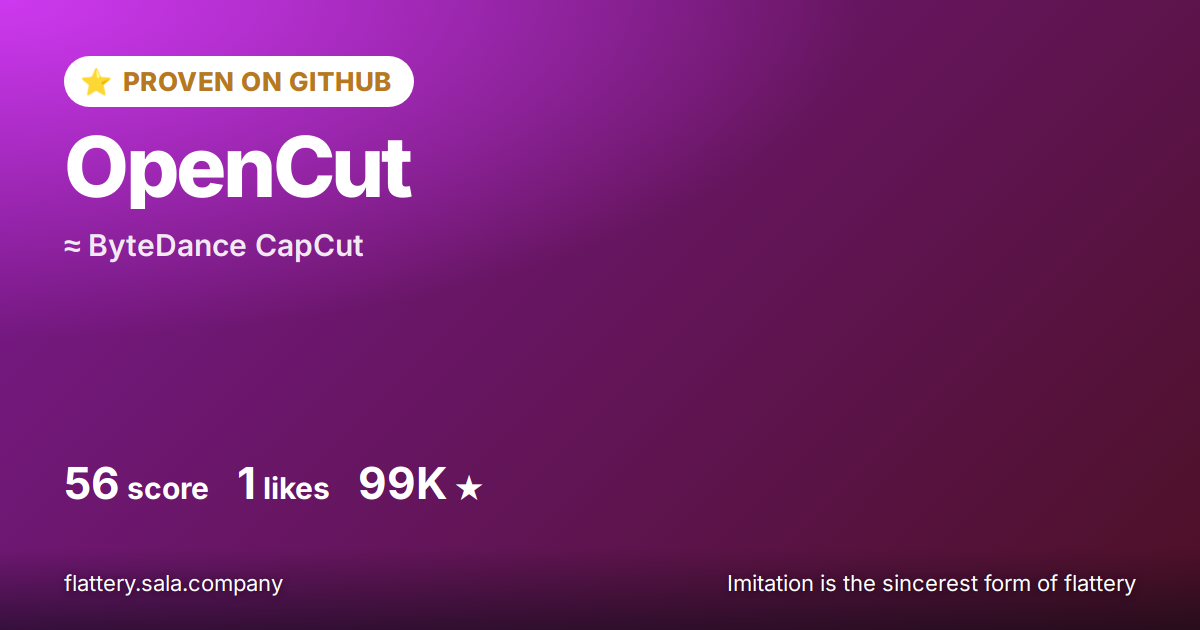 ⭐ PROVEN ON GITHUB
OpenCut
≈ ByteDance CapCut
56 score 1 likes 99K ★
flattery.sala.company
Imitation is the sincerest form of flattery